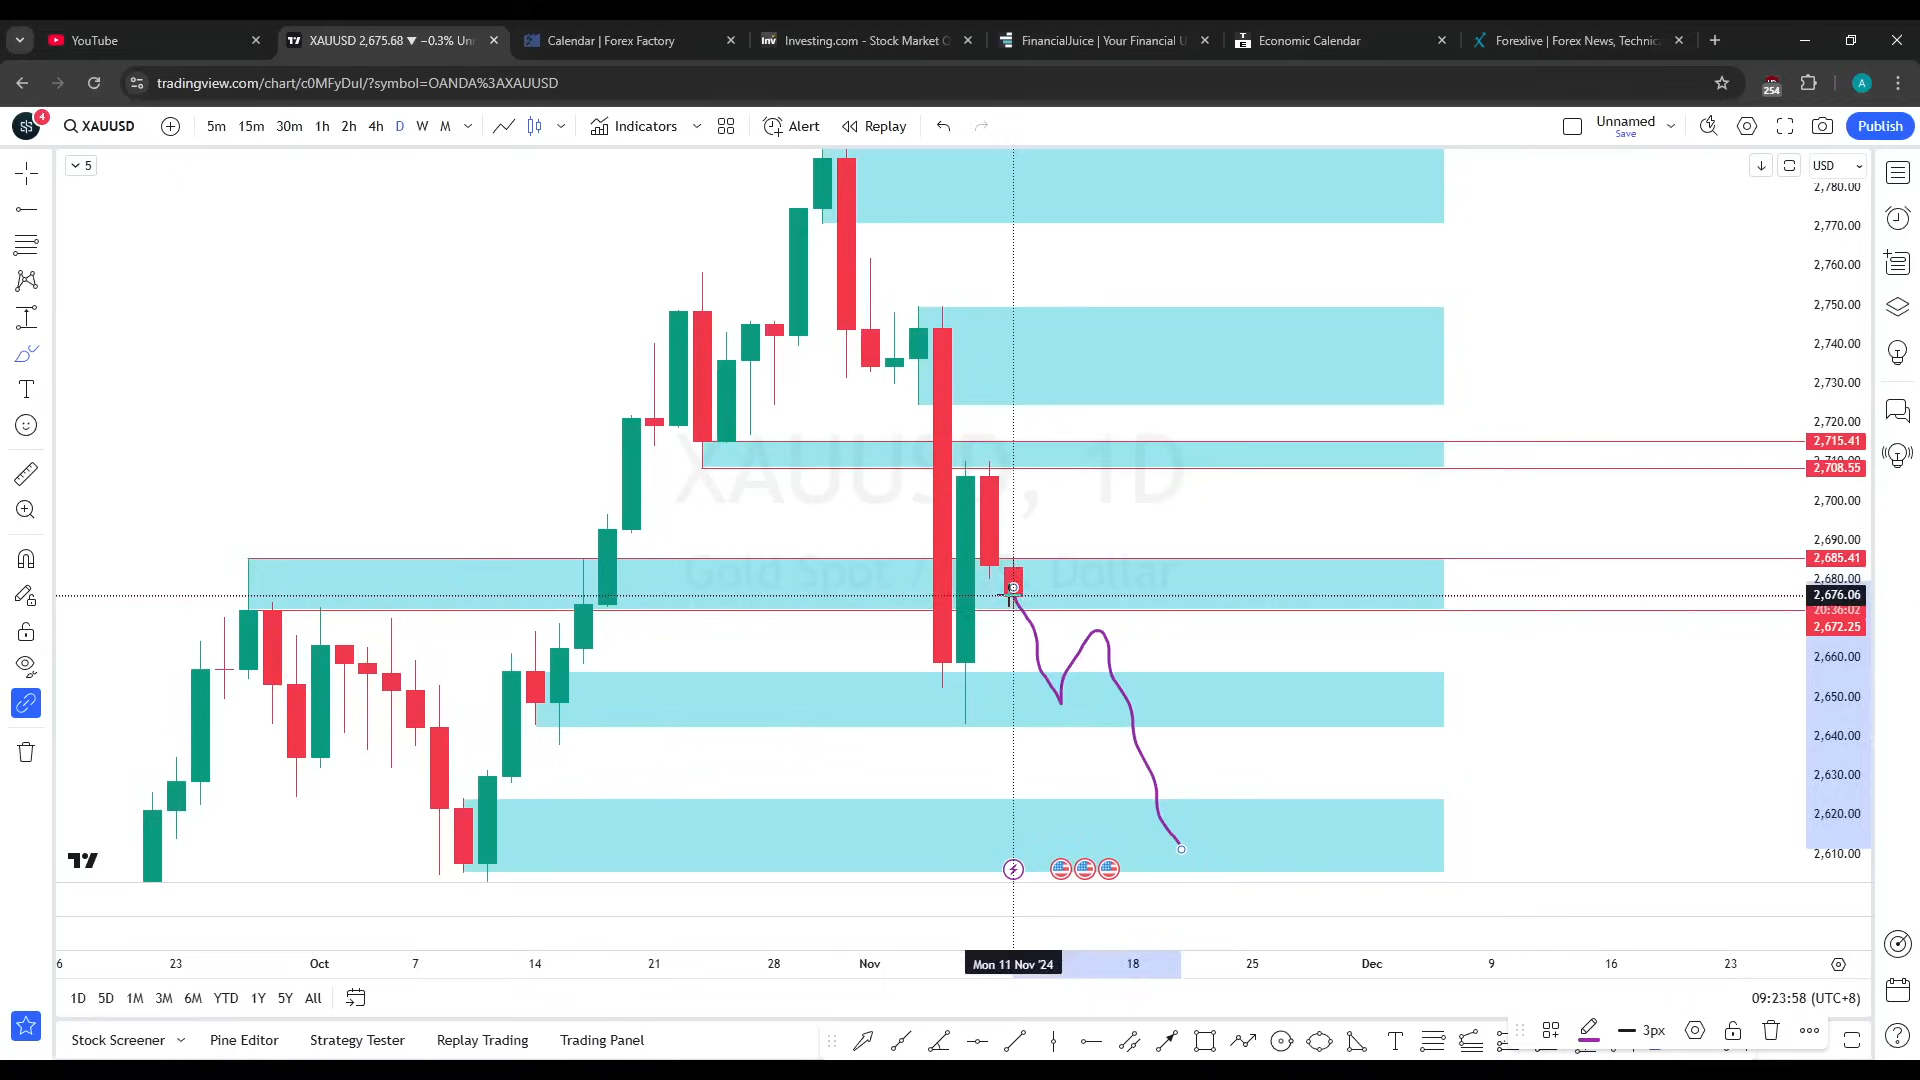 YouTube
XAUUSD 2,675.68 ▼ −0.3% Un
Calendar | Forex Factory
Inv Investing.com - Stock Market
FinancialJuice | Your Financial
TE Economic Calendar
Forexlive | Forex News, Technic
tradingview.com/chart/c0MFyDul/?symbol=OANDA%3AXAUUSD
254
A
4
XAUUSD
5m 15m 30m 1h 2h 4h D W M
Indicators
Alert
Replay
Unnamed
Save
Publish
5
USD
2,780.00
2,770.00
2,760.00
2,750.00
2,740.00
2,730.00
2,720.00
2,715.41
2,710.00
2,708.55
2,700.00
2,690.00
2,685.41
2,680.00
2,676.06
20:36:02
2,672.25
2,660.00
2,650.00
2,640.00
2,630.00
2,620.00
2,610.00
XAUUSD, 1D
Gold Spot / Dollar
6 23 Oct 7 14 21 28 Nov Mon 11 Nov '24 18 25 Dec 9 16 23
1D 5D 1M 3M 6M YTD 1Y 5Y All
09:23:58 (UTC+8)
Stock Screener
Pine Editor
Strategy Tester
Replay Trading
Trading Panel
3px